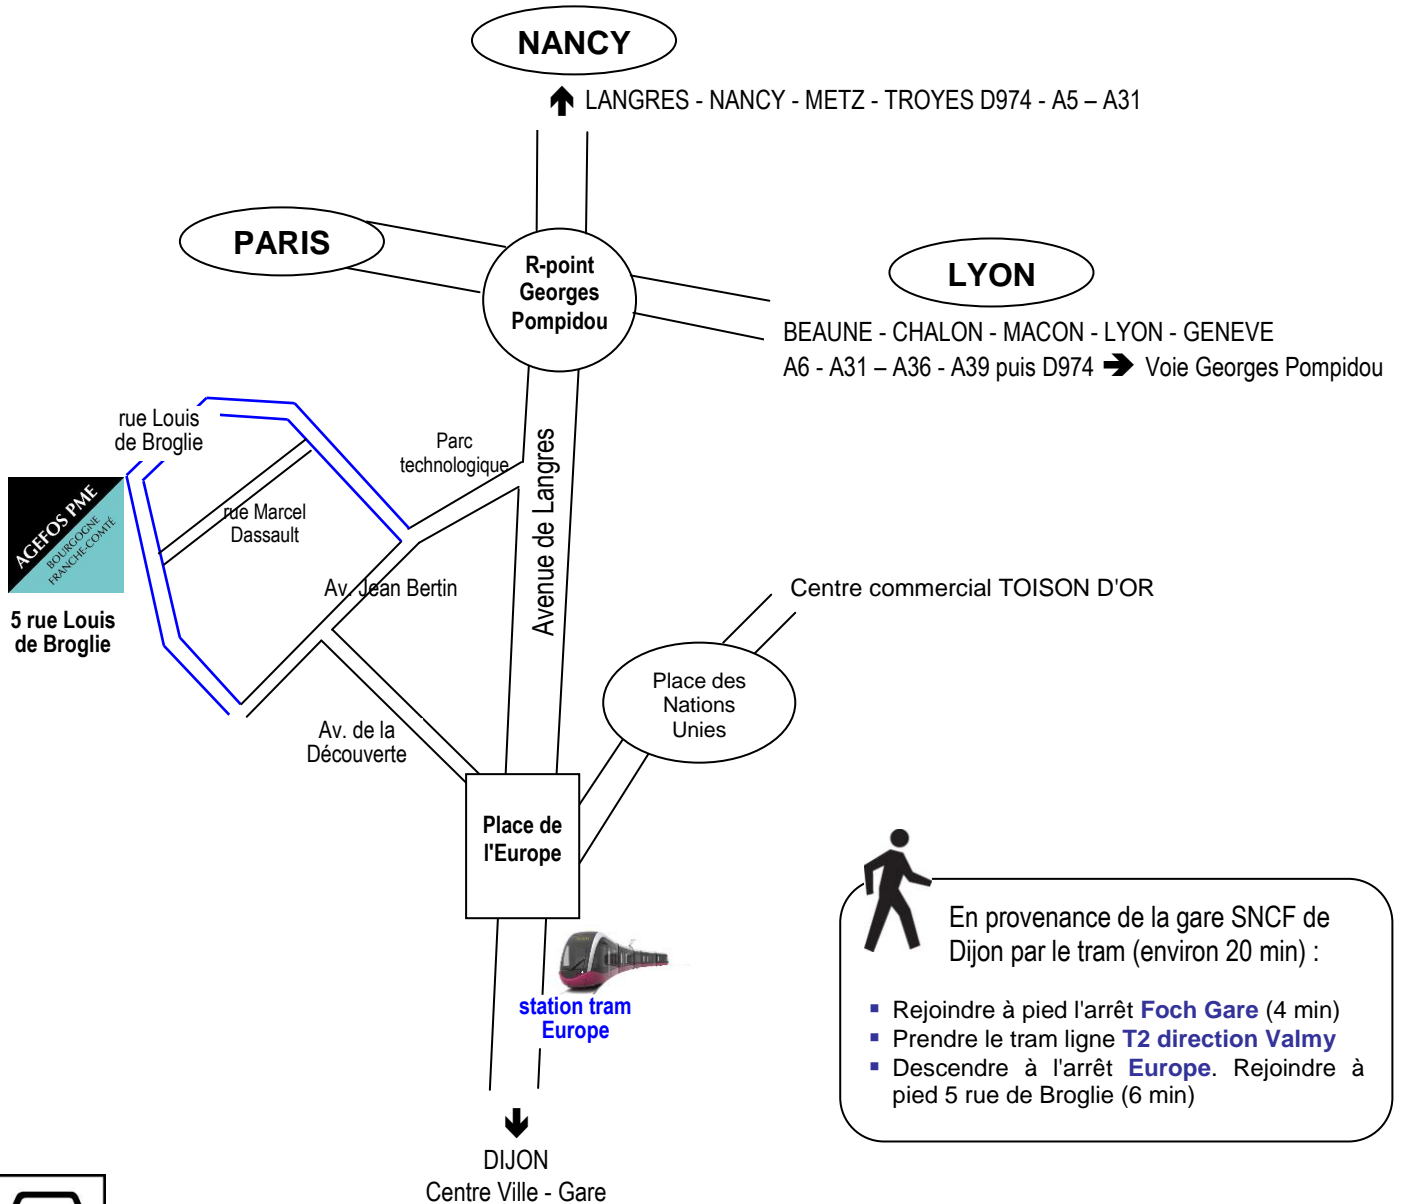 NANCY
LANGRES - NANCY - METZ - TROYES D974 - A5 – A31
PARIS
R-point
Georges
Pompidou
LYON
BEAUNE - CHALON - MACON - LYON - GENEVE
A6 - A31 – A36 - A39 puis D974 ➔ Voie Georges Pompidou
rue Louis
de Broglie
Parc
technologique
Avenue de Langres
AGEFOS PME
BOURGOGNE
FRANCHE-COMTÉ
rue Marcel
Dassault
5 rue Louis
de Broglie
Av. Jean Bertin
Centre commercial TOISON D'OR
Place des
Nations
Unies
Av. de la
Découverte
Place de
l'Europe
station tram
Europe
En provenance de la gare SNCF de
Dijon par le tram (environ 20 min) :
▪ Rejoindre à pied l'arrêt Foch Gare (4 min)
▪ Prendre le tram ligne T2 direction Valmy
▪ Descendre à l'arrêt Europe. Rejoindre à
pied 5 rue de Broglie (6 min)
DIJON
Centre Ville - Gare